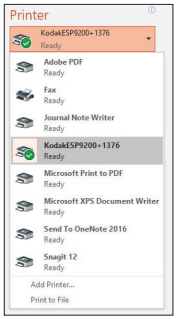 Printer
KodakESP9200+1376
Ready
Adobe PDF
Ready
Fax
Ready
Journal Note Writer
Ready
KodakESP9200+1376
Ready
Microsoft Print to PDF
Ready
Microsoft XPS Document Writer
Ready
Send To OneNote 2016
Ready
Snagit 12
Ready
Add Printer...
Print to File